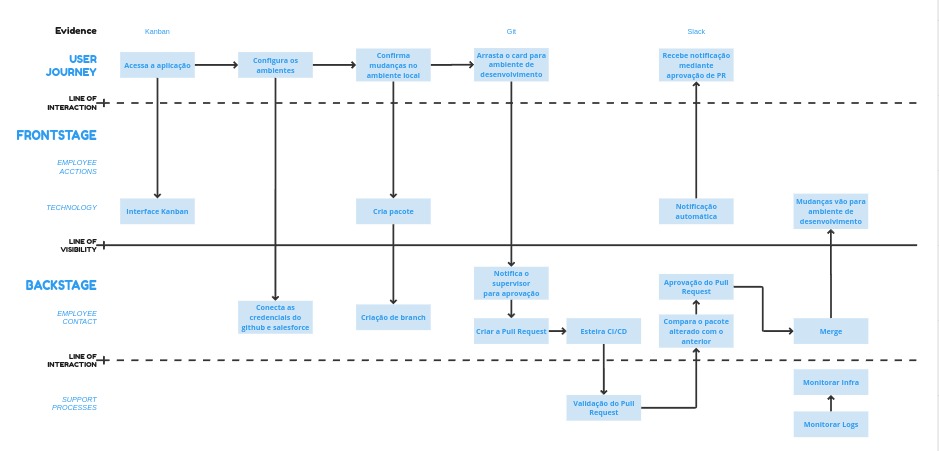 Evidence
Kanban
Git
Slack
USER
JOURNEY
Acessa a aplicação
Configura os
ambientes
Confirma
mudanças no
ambiente local
Arrasta o card para
ambiente de
desenvolvimento
Recebe notificação
mediante
aprovação de PR
LINE OF
INTERACTION
FRONTSTAGE
EMPLOYEE
ACCTIONS
TECHNOLOGY
Interface Kanban
Cria pacote
Notificação
automática
Mudanças vão para
ambiente de
desenvolvimento
LINE OF
VISIBILITY
BACKSTAGE
EMPLOYEE
CONTACT
Conecta as
credenciais do
github e salesforce
Criação de branch
Notifica o
supervisor
para aprovação
Criar a Pull Request
Esteira CI/CD
Aprovação do Pull
Request
Compara o pacote
alterado com o
anterior
Merge
LINE OF
INTERACTION
SUPPORT
PROCESSES
Validação do Pull
Request
Monitorar Infra
Monitorar Logs